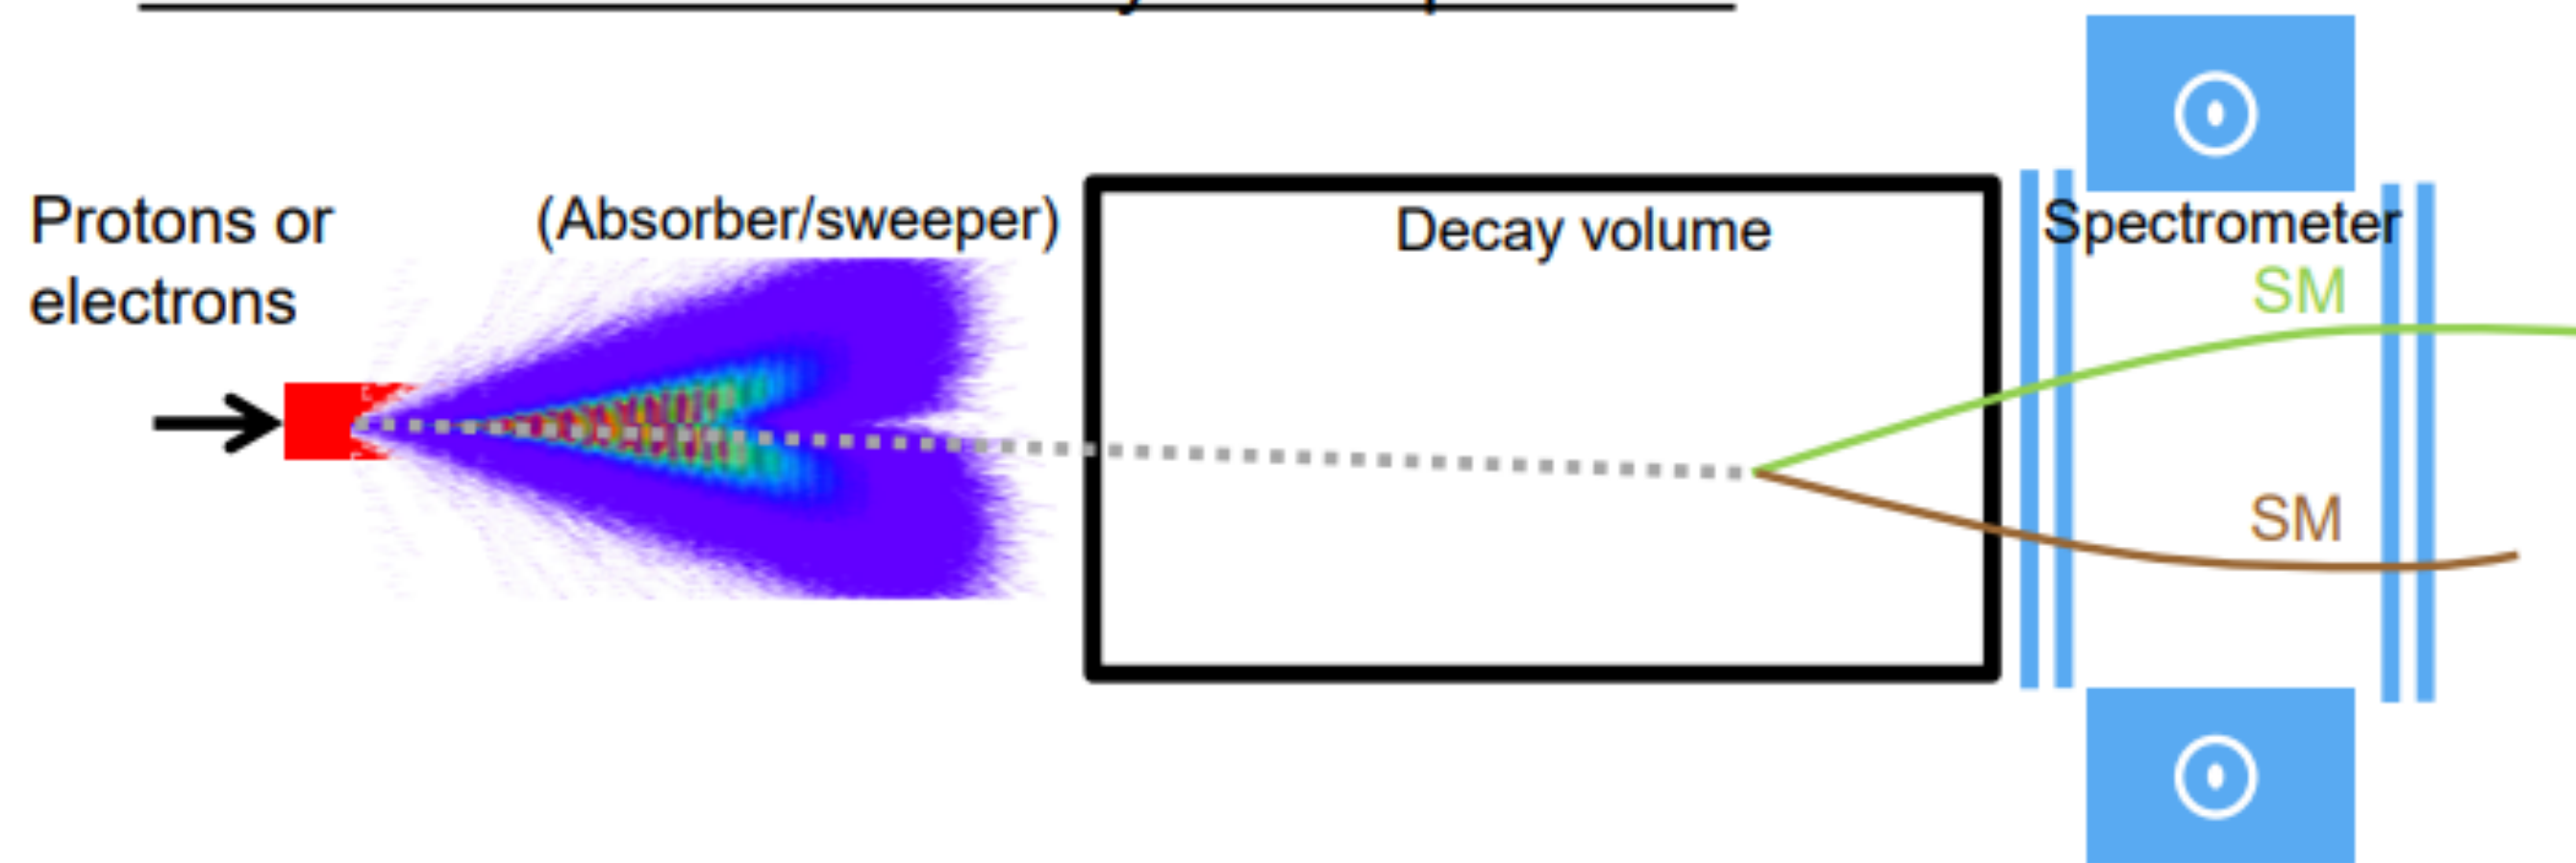 Protons or
electrons
(Absorber/sweeper)
Decay volume
Spectrometer
SM
SM